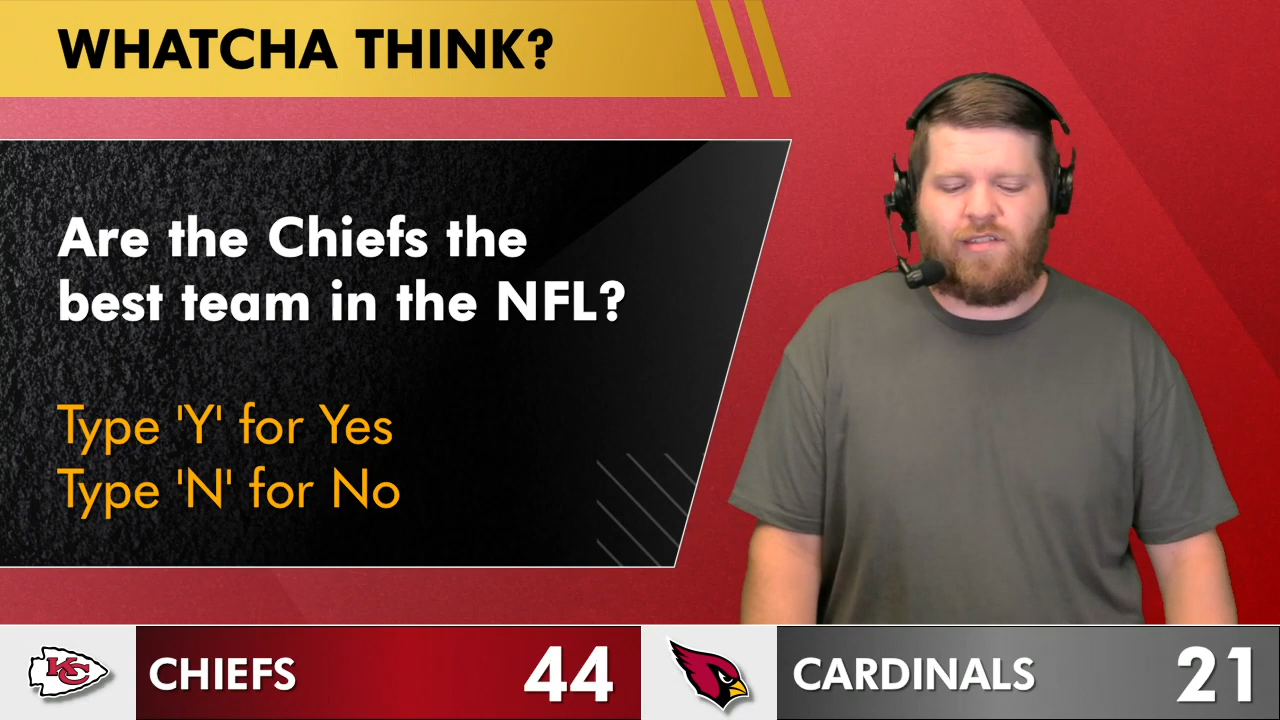 WHATCHA THINK?
Are the Chiefs the
best team in the NFL?
Type 'Y' for Yes
Type 'N' for No
KC CHIEFS 44 CARDINALS 21